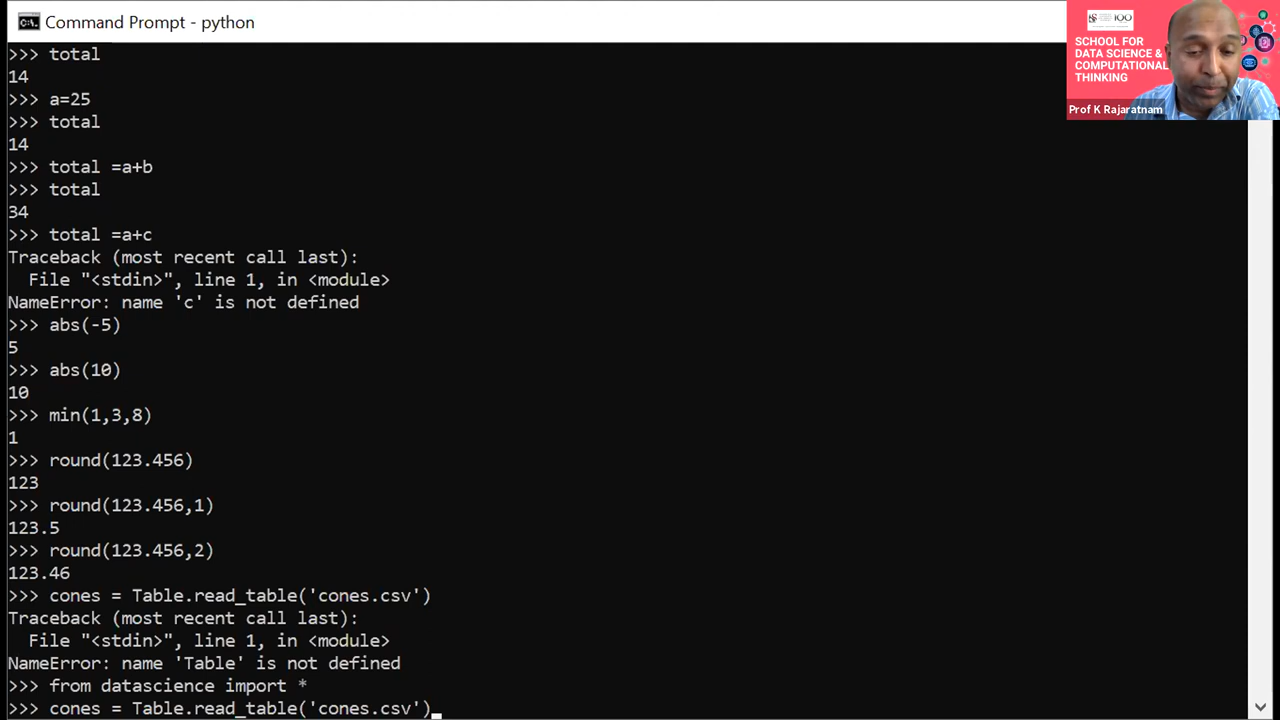 Command Prompt - python
>>> total
14
>>> a=25
>>> total
14
>>> total =a+b
>>> total
34
>>> total =a+c
Traceback (most recent call last):
  File "<stdin>", line 1, in <module>
NameError: name 'c' is not defined
>>> abs(-5)
5
>>> abs(10)
10
>>> min(1,3,8)
1
>>> round(123.456)
123
>>> round(123.456,1)
123.5
>>> round(123.456,2)
123.46
>>> cones = Table.read_table('cones.csv')
Traceback (most recent call last):
  File "<stdin>", line 1, in <module>
NameError: name 'Table' is not defined
>>> from datascience import *
>>> cones = Table.read_table('cones.csv')
100
SCHOOL FOR
DATA SCIENCE &
COMPUTATIONAL
THINKING
Prof K Rajaratnam